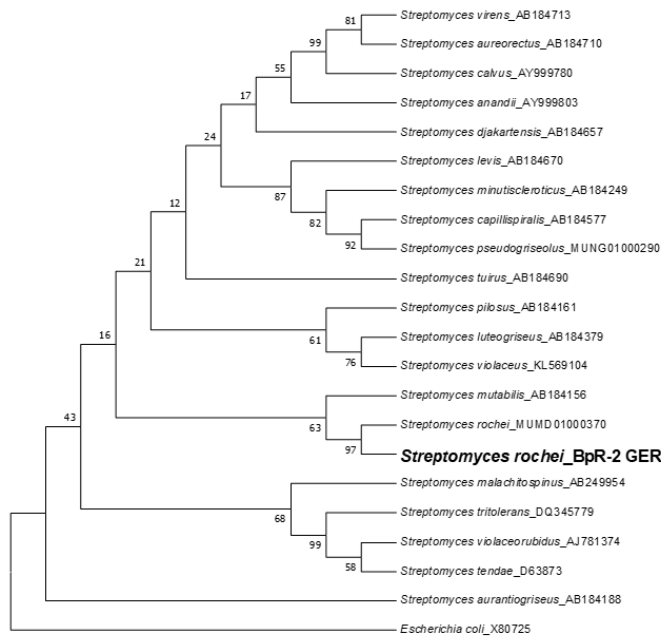 81
Streptomyces virens_AB184713
99
Streptomyces aureorectus_AB184710
55
Streptomyces calvus_AY999780
17
Streptomyces anandii_AY999803
24
Streptomyces djakartensis_AB184657
Streptomyces levis_AB184670
87
Streptomyces minutiscleroticus_AB184249
12
82
Streptomyces capillispiralis_AB184577
92
Streptomyces pseudogriseolus_MUNG01000290
21
Streptomyces tuirus_AB184690
Streptomyces pilosus_AB184161
16
61
Streptomyces luteogriseus_AB184379
76
Streptomyces violaceus_KL569104
Streptomyces mutabilis_AB184156
43
63
Streptomyces rochei_MUMD01000370
97
Streptomyces rochei_BpR-2 GER
Streptomyces malachitospinus_AB249954
68
Streptomyces tritolerans_DQ345779
99
Streptomyces violaceorubidus_AJ781374
58
Streptomyces tendae_D63873
Streptomyces aurantiogriseus_AB184188
Escherichia coli_X80725